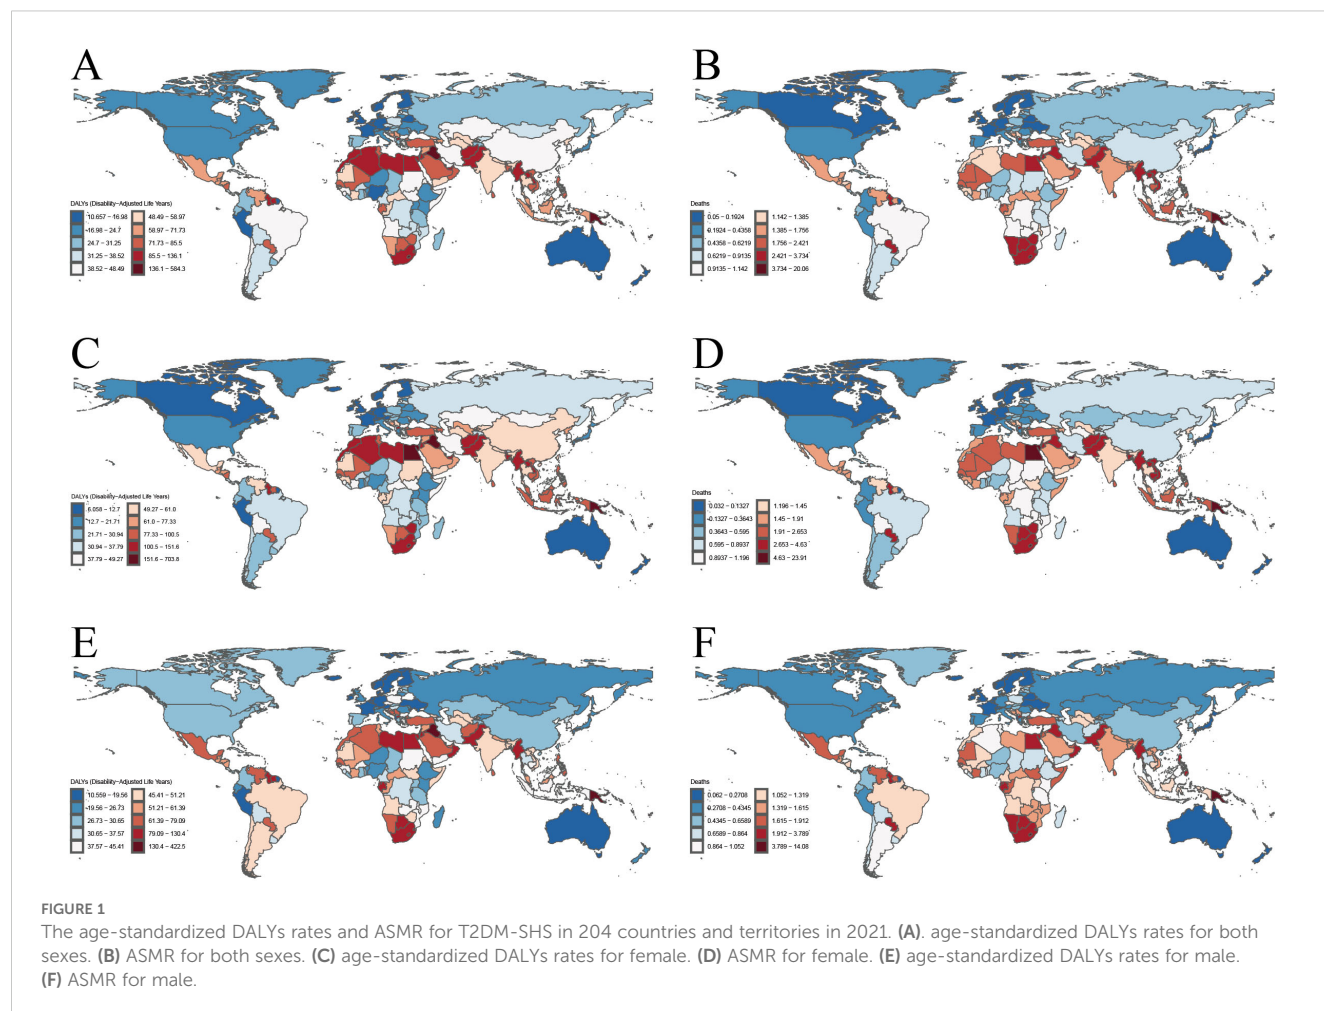 A
DALYs (Disability−Adjusted Life Years)
10.657 − 16.98
48.49 − 58.97
16.98 − 24.7
58.97 − 71.73
24.7 − 31.25
71.73 − 85.5
31.25 − 38.52
85.5 − 136.1
38.52 − 48.49
136.1 − 584.3
B
Deaths
0.05 − 0.1924
1.142 − 1.385
0.1924 − 0.4358
1.385 − 1.756
0.4358 − 0.6219
1.756 − 2.421
0.6219 − 0.9135
2.421 − 3.734
0.9135 − 1.142
3.734 − 20.06
C
DALYs (Disability−Adjusted Life Years)
6.058 − 12.7
49.27 − 61.0
12.7 − 21.71
61.0 − 77.33
21.71 − 30.94
77.33 − 100.5
30.94 − 37.79
100.5 − 151.6
37.79 − 49.27
151.6 − 703.8
D
Deaths
0.032 − 0.1327
1.196 − 1.45
0.1327 − 0.3643
1.45 − 1.91
0.3643 − 0.595
1.91 − 2.653
0.595 − 0.8937
2.653 − 4.63
0.8937 − 1.196
4.63 − 23.91
E
DALYs (Disability−Adjusted Life Years)
10.559 − 19.56
45.41 − 51.21
19.56 − 26.73
51.21 − 61.39
26.73 − 30.65
61.39 − 79.09
30.65 − 37.57
79.09 − 130.4
37.57 − 45.41
130.4 − 422.5
F
Deaths
0.062 − 0.2708
1.052 − 1.319
0.2708 − 0.4345
1.319 − 1.615
0.4345 − 0.6589
1.615 − 1.912
0.6589 − 0.864
1.912 − 3.789
0.864 − 1.052
3.789 − 14.08
FIGURE 1
The age-standardized DALYs rates and ASMR for T2DM-SHS in 204 countries and territories in 2021. (A). age-standardized DALYs rates for both
sexes. (B) ASMR for both sexes. (C) age-standardized DALYs rates for female. (D) ASMR for female. (E) age-standardized DALYs rates for male.
(F) ASMR for male.